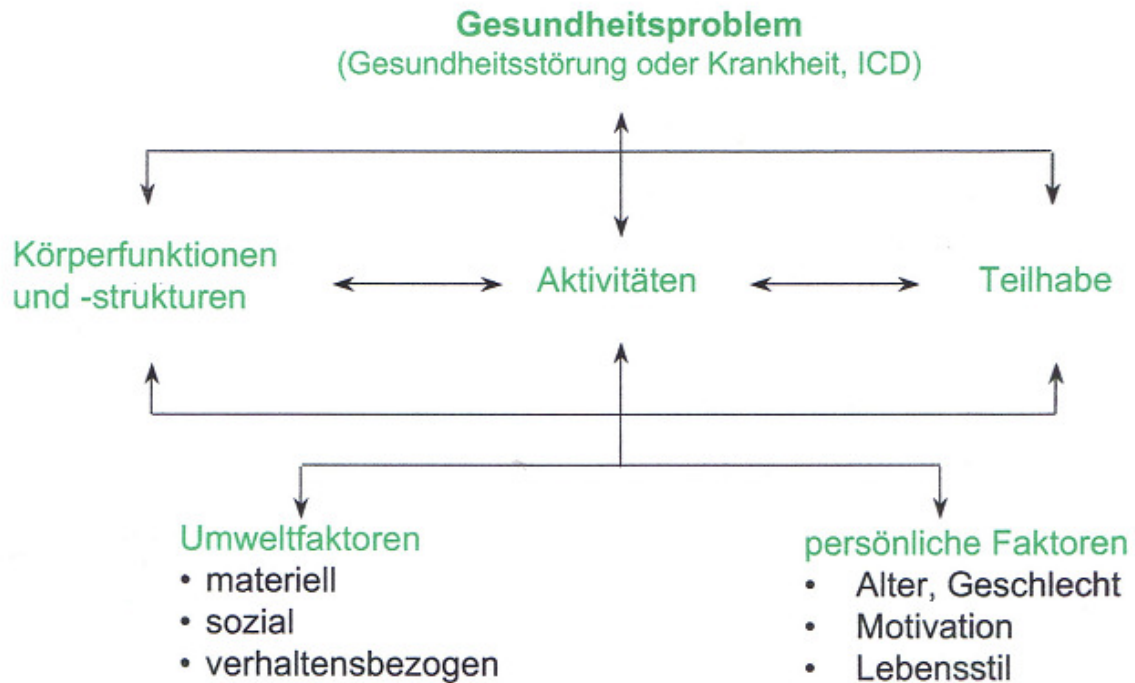 Gesundheitsproblem
(Gesundheitsstörung oder Krankheit, ICD)
Körperfunktionen
und -strukturen
Aktivitäten
Teilhabe
Umweltfaktoren
• materiell
• sozial
• verhaltensbezogen
persönliche Faktoren
• Alter, Geschlecht
• Motivation
• Lebensstil